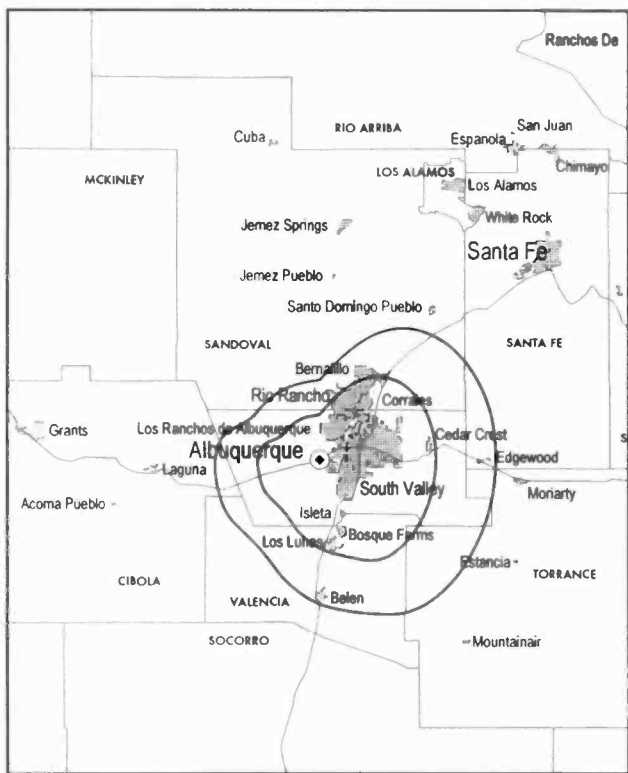 Ranchos De
San Juan
RIO ARRIBA
Cuba
Espanola
Chimayo
LOS ALAMOS
MCKINLEY
Los Alamos
White Rock
Jemez Springs
Santa Fe
Jemez Pueblo
Santo Domingo Pueblo
SANDOVAL
SANTA FE
Bernalillo
Rio Rancho
Corrales
Grants
Los Ranchos de Albuquerque
Cedar Crest
Albuquerque
Edgewood
Laguna
South Valley
Moriarty
Acoma Pueblo
Isleta
Bosque Farms
Los Lunas
Estancia
CIBOLA
TORRANCE
Belen
VALENCIA
SOCORRO
Mountainair